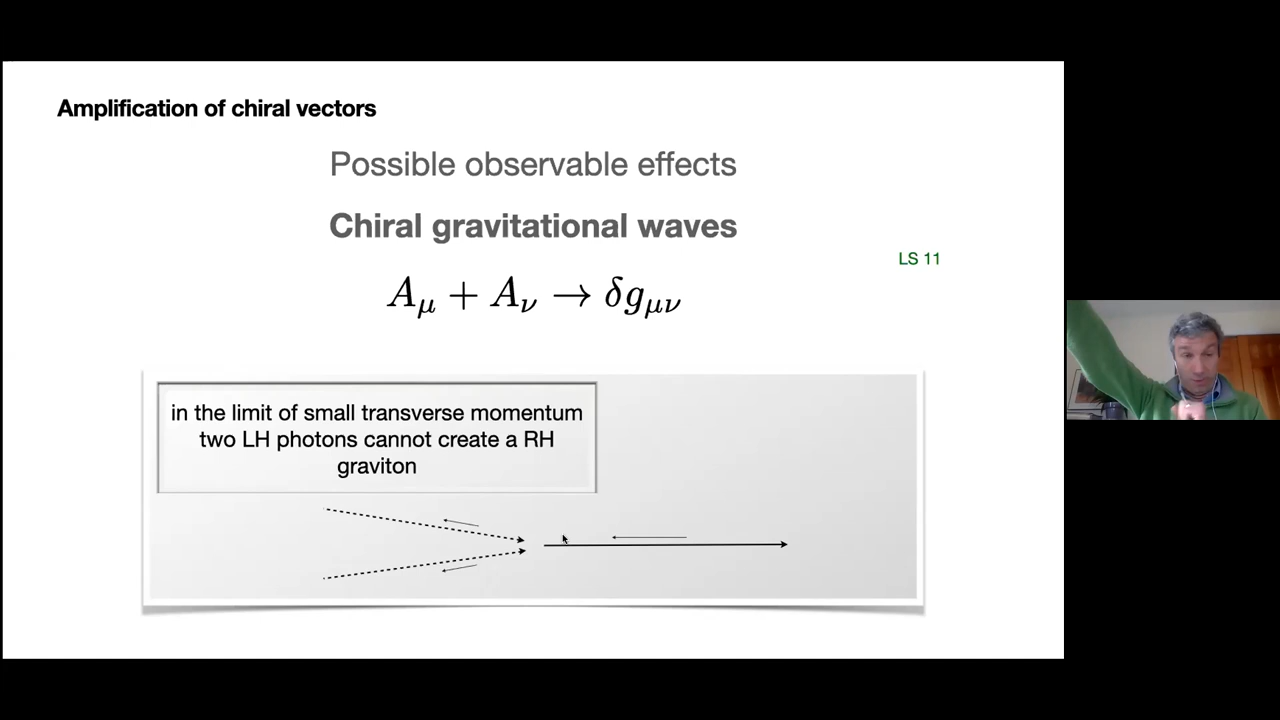 Amplification of chiral vectors
Possible observable effects
Chiral gravitational waves
LS 11
A_μ + A_ν → δg_μν
in the limit of small transverse momentum
two LH photons cannot create a RH
graviton